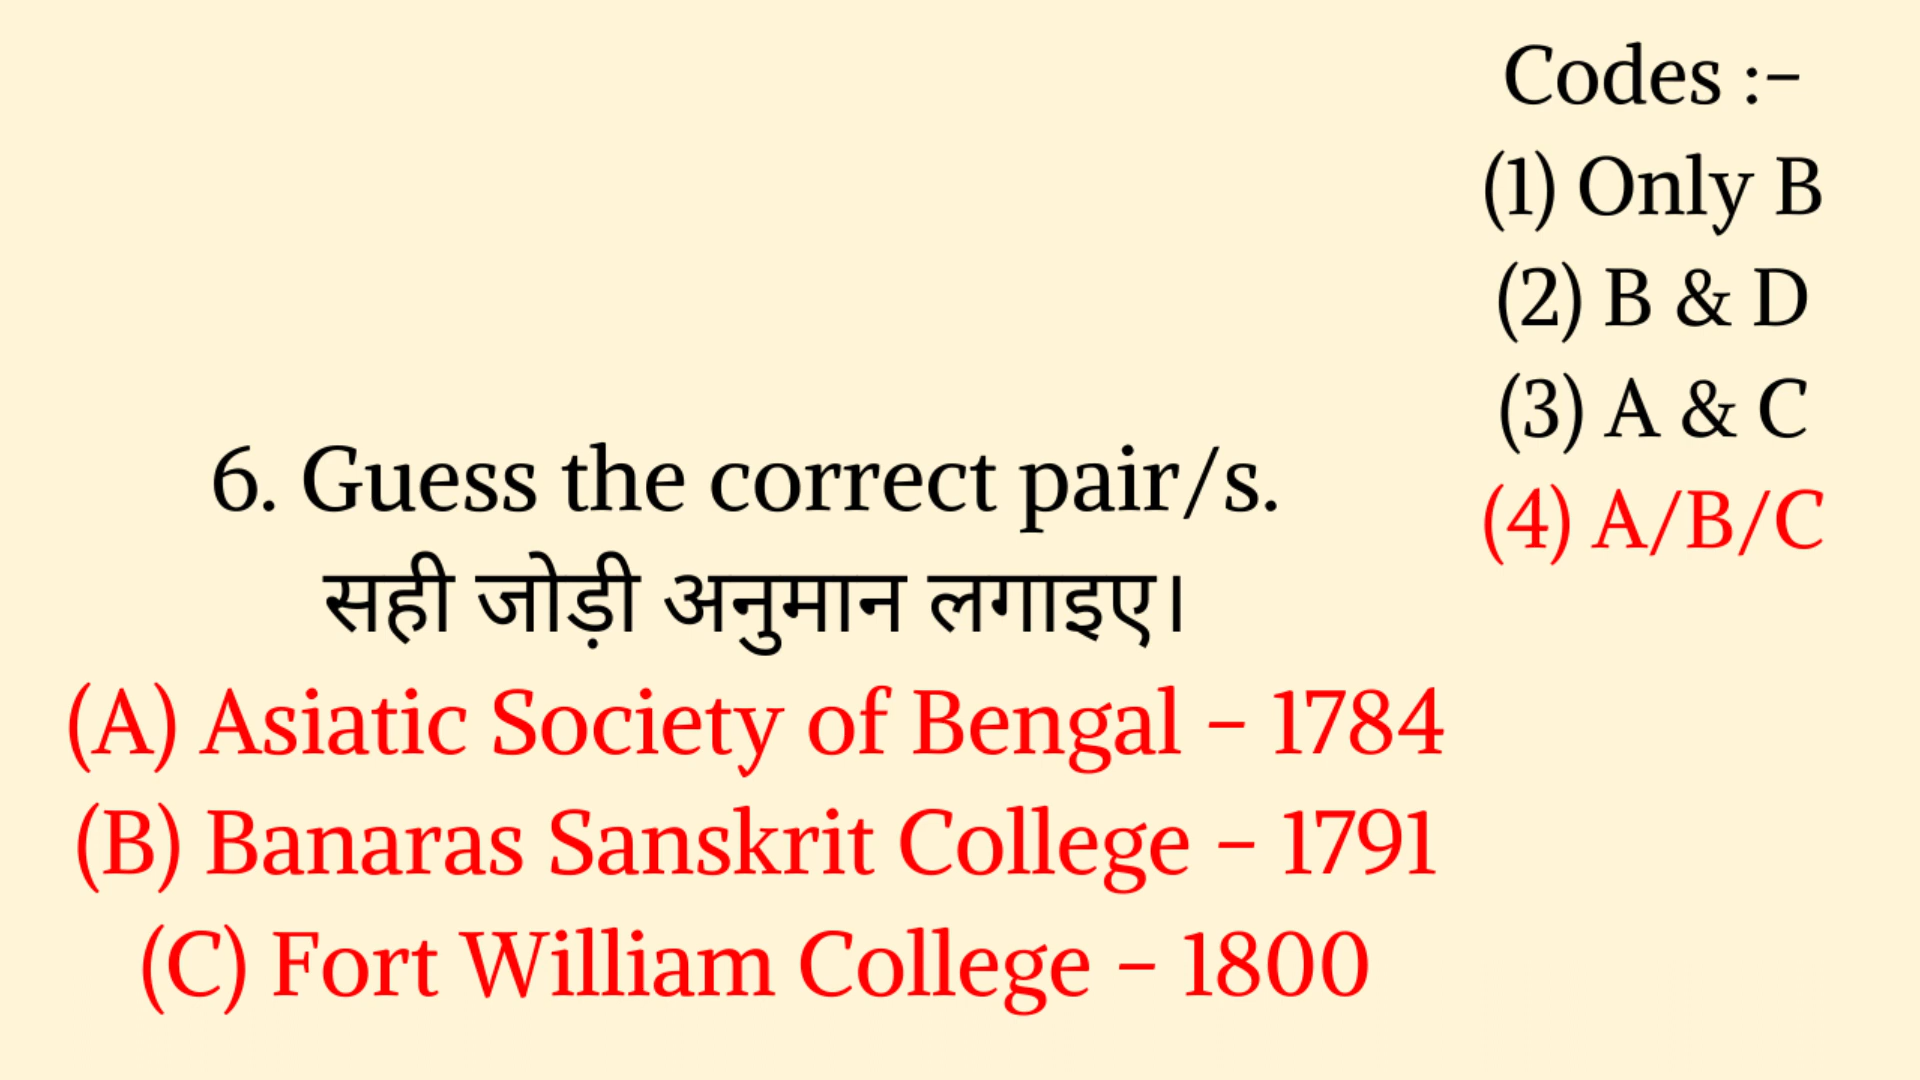 Codes :–
(1) Only B
(2) B & D
(3) A & C
(4) A/B/C
6. Guess the correct pair/s.
सही जोड़ी अनुमान लगाइए।
(A) Asiatic Society of Bengal – 1784
(B) Banaras Sanskrit College – 1791
(C) Fort William College – 1800